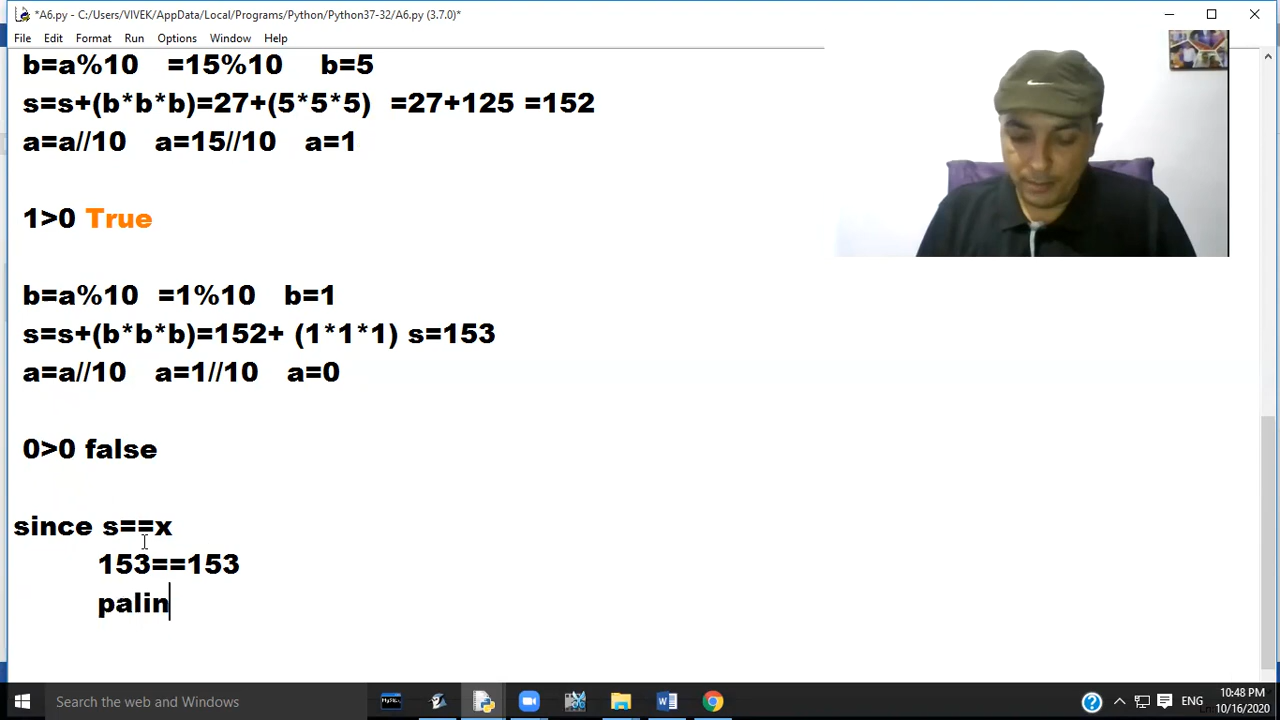 *A6.py - C:/Users/VIVEK/AppData/Local/Programs/Python/Python37-32/A6.py (3.7.0)*
File Edit Format Run Options Window Help
b=a%10 =15%10 b=5
s=s+(b*b*b)=27+(5*5*5) =27+125 =152
a=a//10 a=15//10 a=1
1>0 True
b=a%10 =1%10 b=1
s=s+(b*b*b)=152+ (1*1*1) s=153
a=a//10 a=1//10 a=0
0>0 false
since s==x
153==153
palin
Search the web and Windows
ENG
10:48 PM
10/16/2020